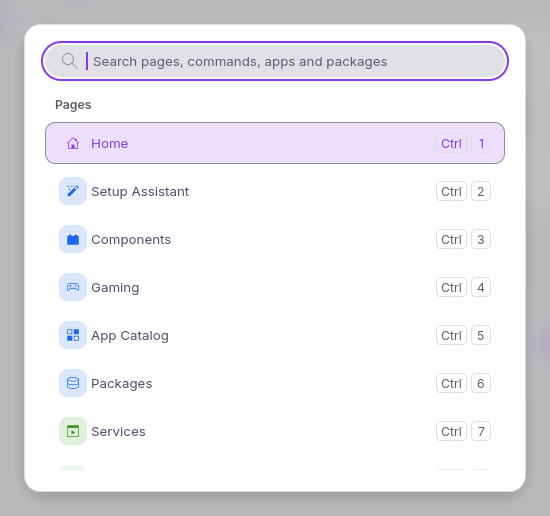 Search pages, commands, apps and packages
Pages
Home Ctrl 1
Setup Assistant Ctrl 2
Components Ctrl 3
Gaming Ctrl 4
App Catalog Ctrl 5
Packages Ctrl 6
Services Ctrl 7